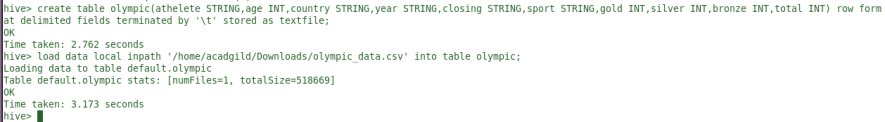 hive> create table olympic(athelete STRING,age INT,country STRING,year STRING,closing STRING,sport STRING,gold INT,silver INT,bronze INT,total INT) row form
at delimited fields terminated by '\t' stored as textfile;
OK
Time taken: 2.762 seconds
hive> load data local inpath '/home/acadgild/Downloads/olympic_data.csv' into table olympic;
Loading data to table default.olympic
Table default.olympic stats: [numFiles=1, totalSize=518669]
OK
Time taken: 3.173 seconds
hive>